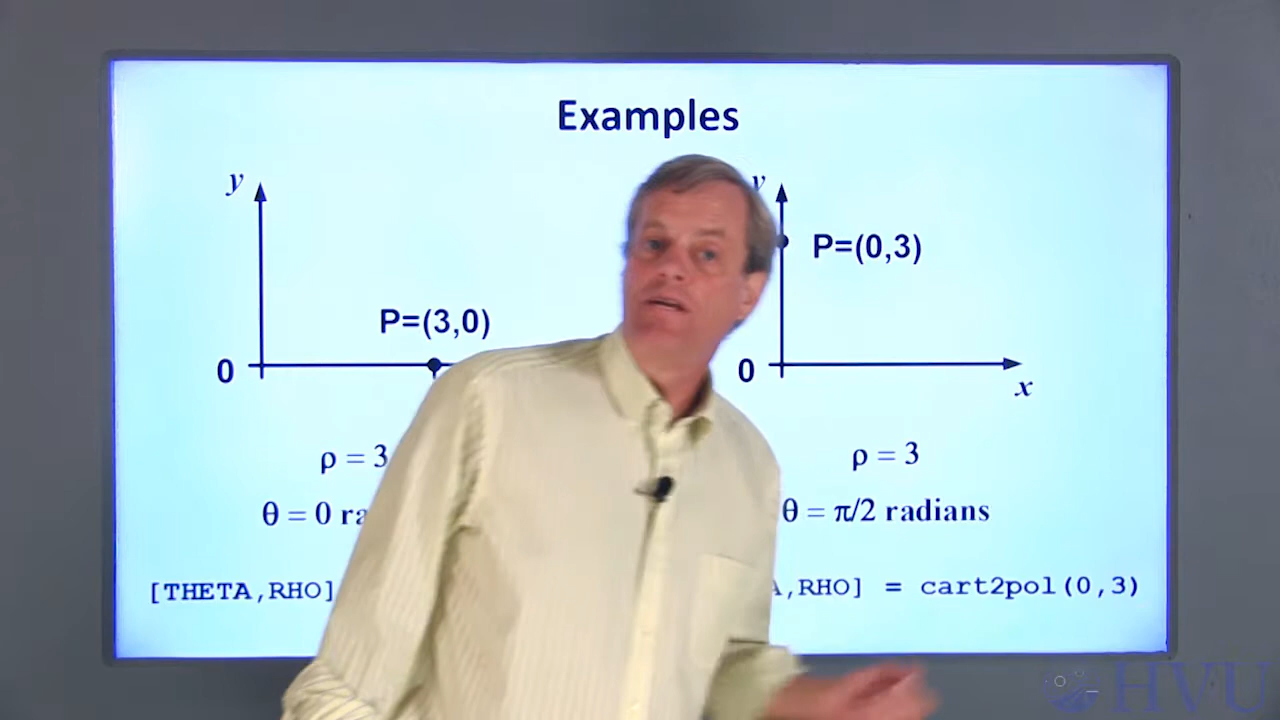 Examples
y
P=(3,0)
0
ρ = 3
θ = 0
[THETA,RHO]
y
P=(0,3)
0
x
ρ = 3
θ = π/2 radians
,RHO] = cart2pol(0,3)
HVU